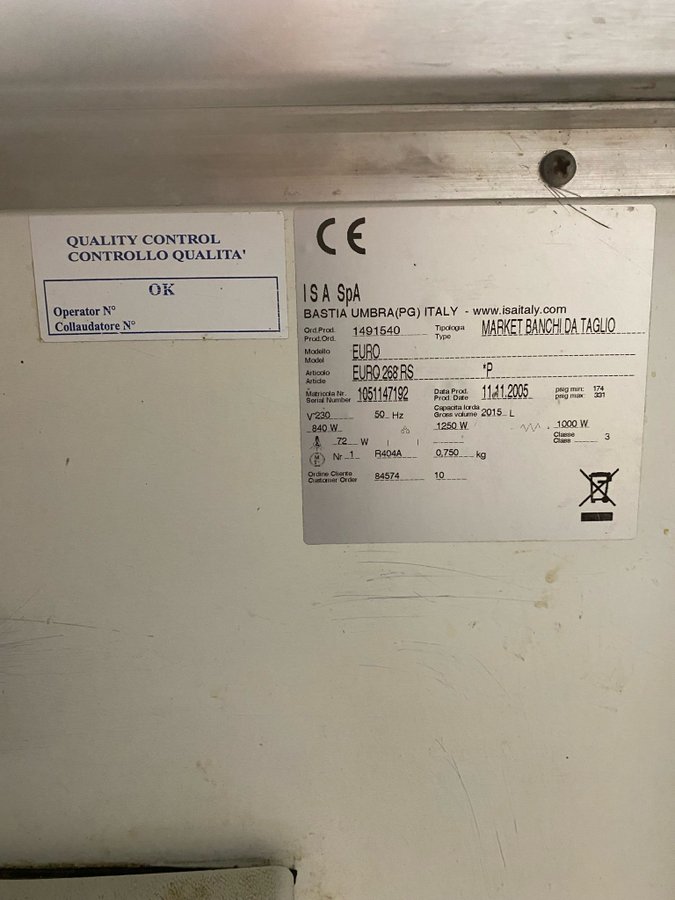 QUALITY CONTROL
CONTROLLO QUALITA'
OK
Operator N°
Collaudatore N°
CE
ISA SpA
BASTIA UMBRA(PG) ITALY - www.isaitaly.com
Ord.Prod. 1491540 Tipologia MARKET BANCHI DA TAGLIO
Prod.Ord. Type
Modello EURO
Model
Articolo EURO 268 RS *P
Article
Matricola Nr. 1051147192 Data Prod. 11.11.2005 psig min: 174
Serial Number Prod. Date psig max: 331
V~230 50 Hz Capacita lorda 2015 L
Gross volume
840 W 1250 W 1000 W
72 W Classe 3
Class
Nr 1 R404A 0,750 kg
Ordine Cliente 84574 10
Customer Order